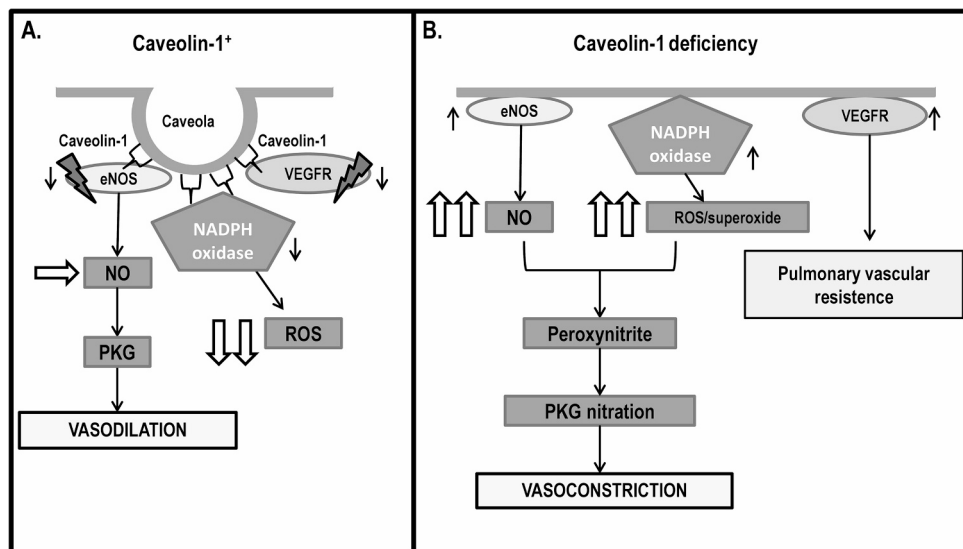 A.
Caveolin-1+
Caveola
Caveolin-1
Caveolin-1
eNOS
VEGFR
NADPH
oxidase
NO
ROS
PKG
VASODILATION
B.
Caveolin-1 deficiency
eNOS
NADPH
oxidase
VEGFR
NO
ROS/superoxide
Pulmonary vascular
resistence
Peroxynitrite
PKG nitration
VASOCONSTRICTION